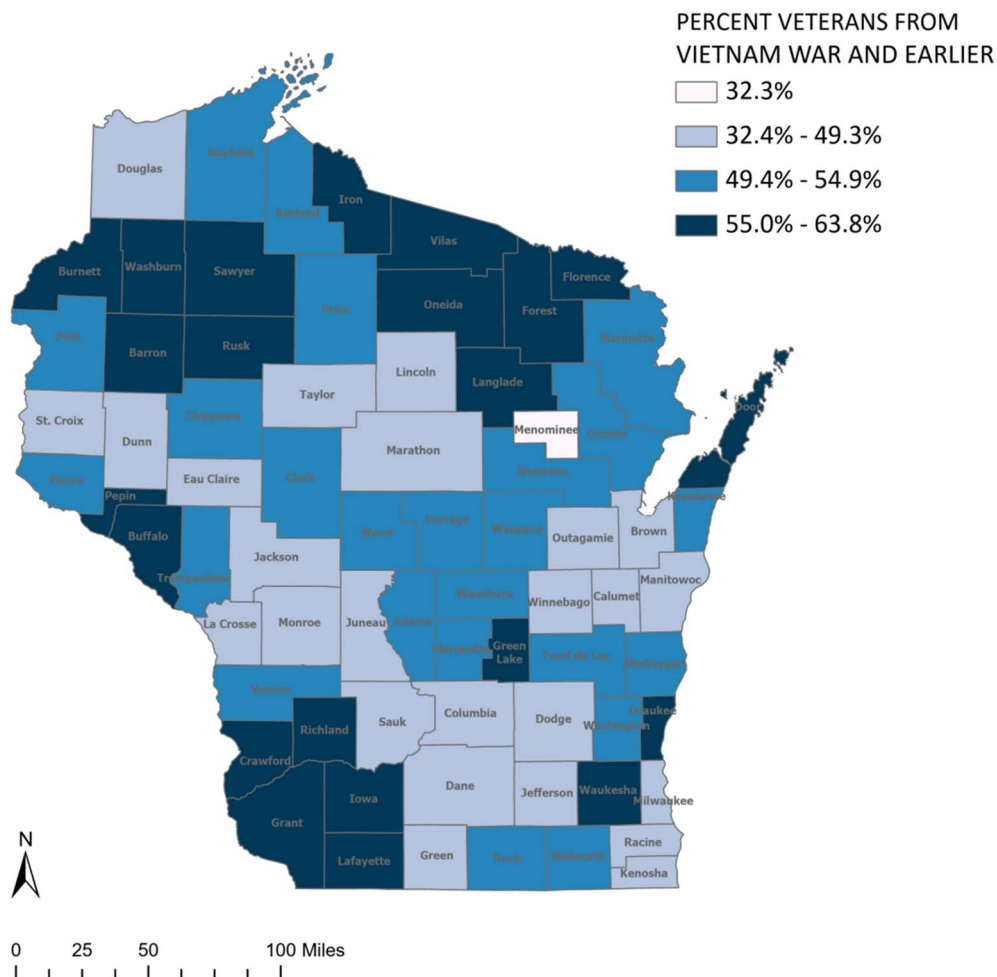 PERCENT VETERANS FROM
VIETNAM WAR AND EARLIER
32.3%
32.4% - 49.3%
49.4% - 54.9%
55.0% - 63.8%
Douglas
Bayfield
Ashland
Iron
Vilas
Burnett
Washburn
Sawyer
Florence
Oneida
Forest
Price
Polk
Barron
Rusk
Marinette
Lincoln
Langlade
Taylor
Door
St. Croix
Chippewa
Dunn
Menominee
Oconto
Marathon
Shawano
Pierce
Eau Claire
Clark
Pepin
Kewaunee
Buffalo
Wood
Portage
Waupaca
Outagamie
Brown
Jackson
Trempealeau
Manitowoc
Waushara
Winnebago
Calumet
La Crosse
Monroe
Juneau
Adams
Marquette
Green
Lake
Fond du Lac
Sheboygan
Vernon
Richland
Sauk
Columbia
Dodge
Washington
Ozaukee
Crawford
Dane
Jefferson
Waukesha
Milwaukee
Iowa
Grant
Lafayette
Green
Rock
Walworth
Racine
Kenosha
N
0 25 50 100 Miles